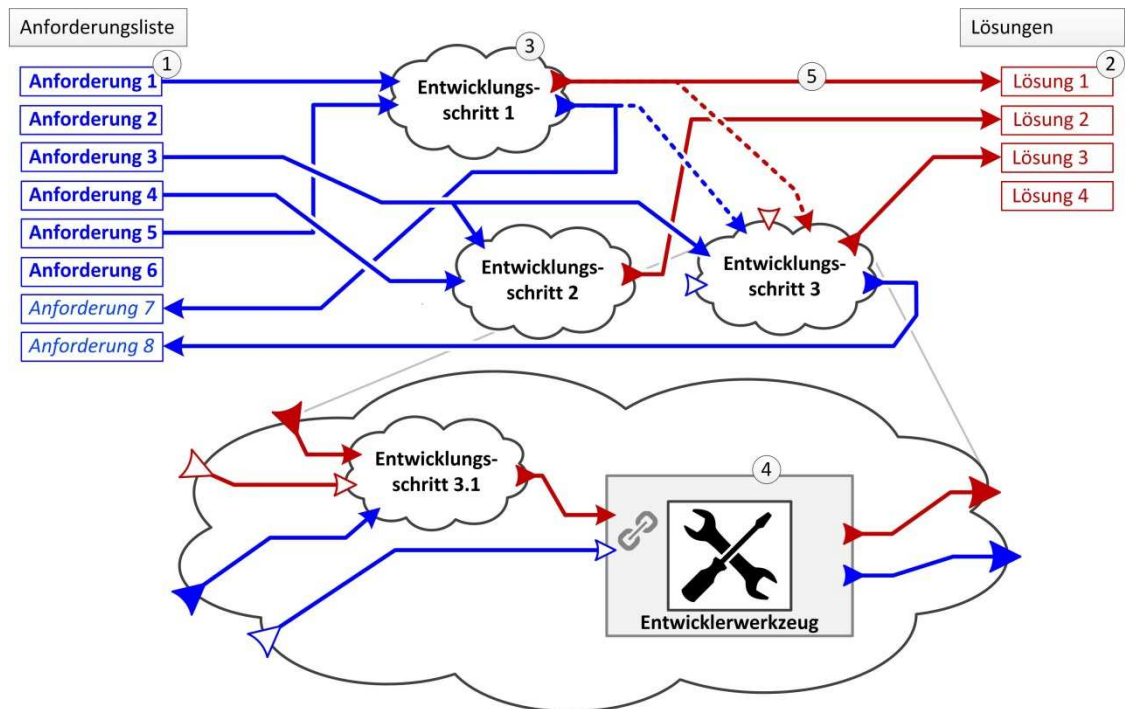 Anforderungsliste
1
Anforderung 1
Anforderung 2
Anforderung 3
Anforderung 4
Anforderung 5
Anforderung 6
Anforderung 7
Anforderung 8
3
Entwicklungs-
schritt 1
Entwicklungs-
schritt 2
Entwicklungs-
schritt 3
5
Lösungen
2
Lösung 1
Lösung 2
Lösung 3
Lösung 4
Entwicklungs-
schritt 3.1
4
Entwicklerwerkzeug